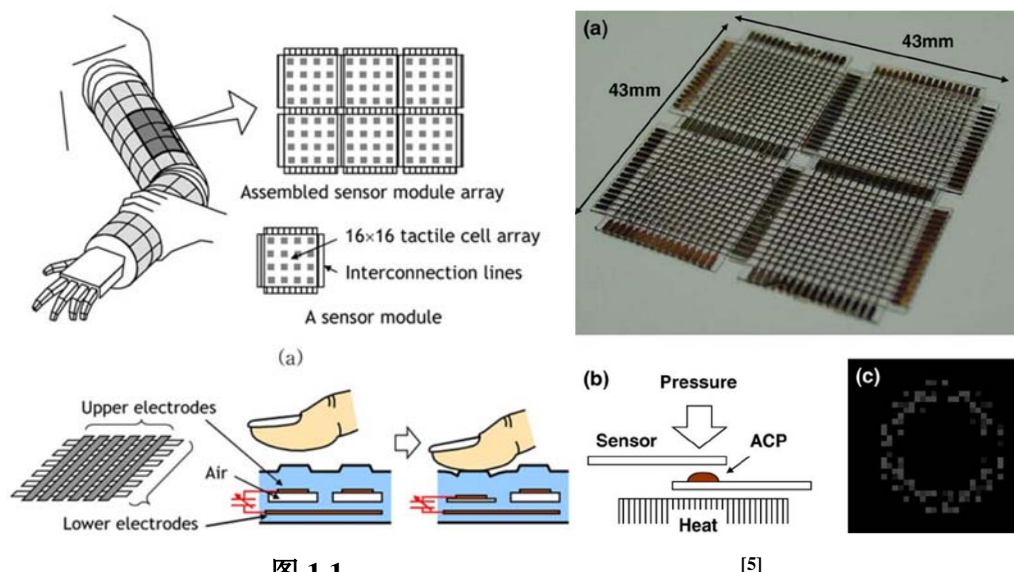 Assembled sensor module array
16×16 tactile cell array
Interconnection lines
A sensor module
(a)
(a)
43mm
43mm
Upper electrodes
Air
Lower electrodes
(b)
Pressure
Sensor
ACP
Heat
(c)
图 1.1
[5]